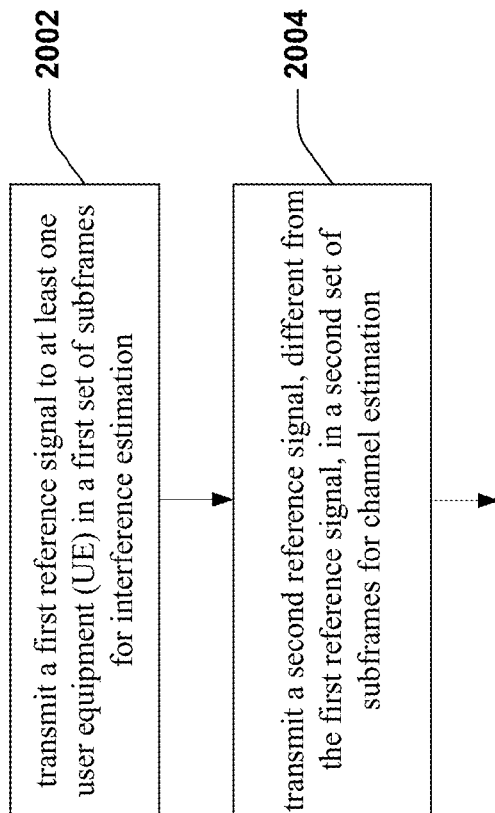 transmit a first reference signal to at least one
user equipment (UE) in a first set of subframes
for interference estimation
2002
transmit a second reference signal, different from
the first reference signal, in a second set of
subframes for channel estimation
2004